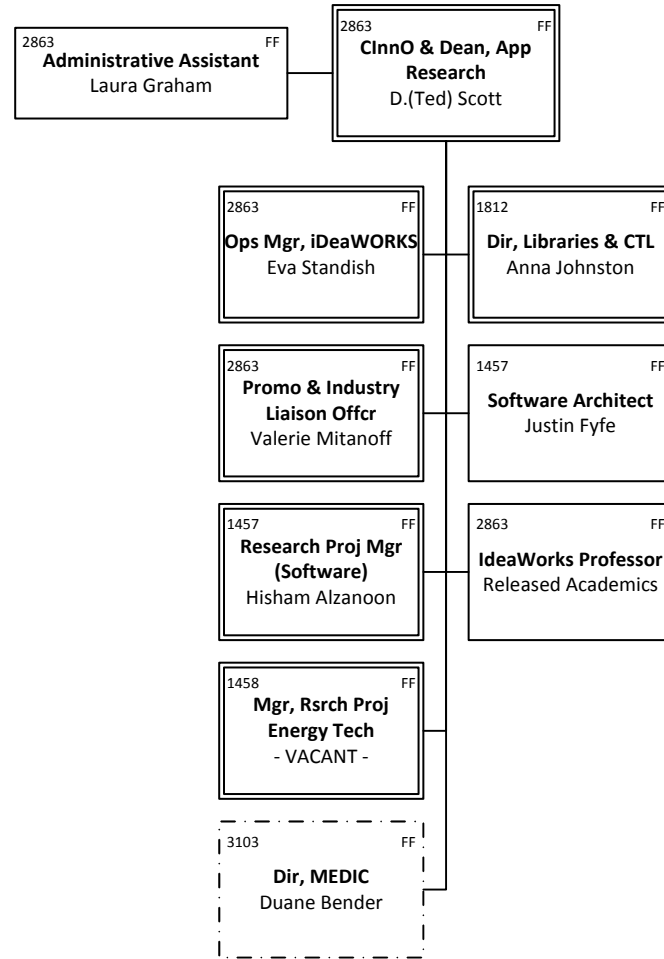 2863 FF
Administrative Assistant
Laura Graham
2863 FF
CInnO & Dean, App
Research
D.(Ted) Scott
2863 FF
Ops Mgr, iDeaWORKS
Eva Standish
1812 FF
Dir, Libraries & CTL
Anna Johnston
2863 FF
Promo & Industry
Liaison Offcr
Valerie Mitanoff
1457 FF
Software Architect
Justin Fyfe
1457 FF
Research Proj Mgr
(Software)
Hisham Alzanoon
2863 FF
IdeaWorks Professor
Released Academics
1458 FF
Mgr, Rsrch Proj
Energy Tech
- VACANT -
3103 FF
Dir, MEDIC
Duane Bender